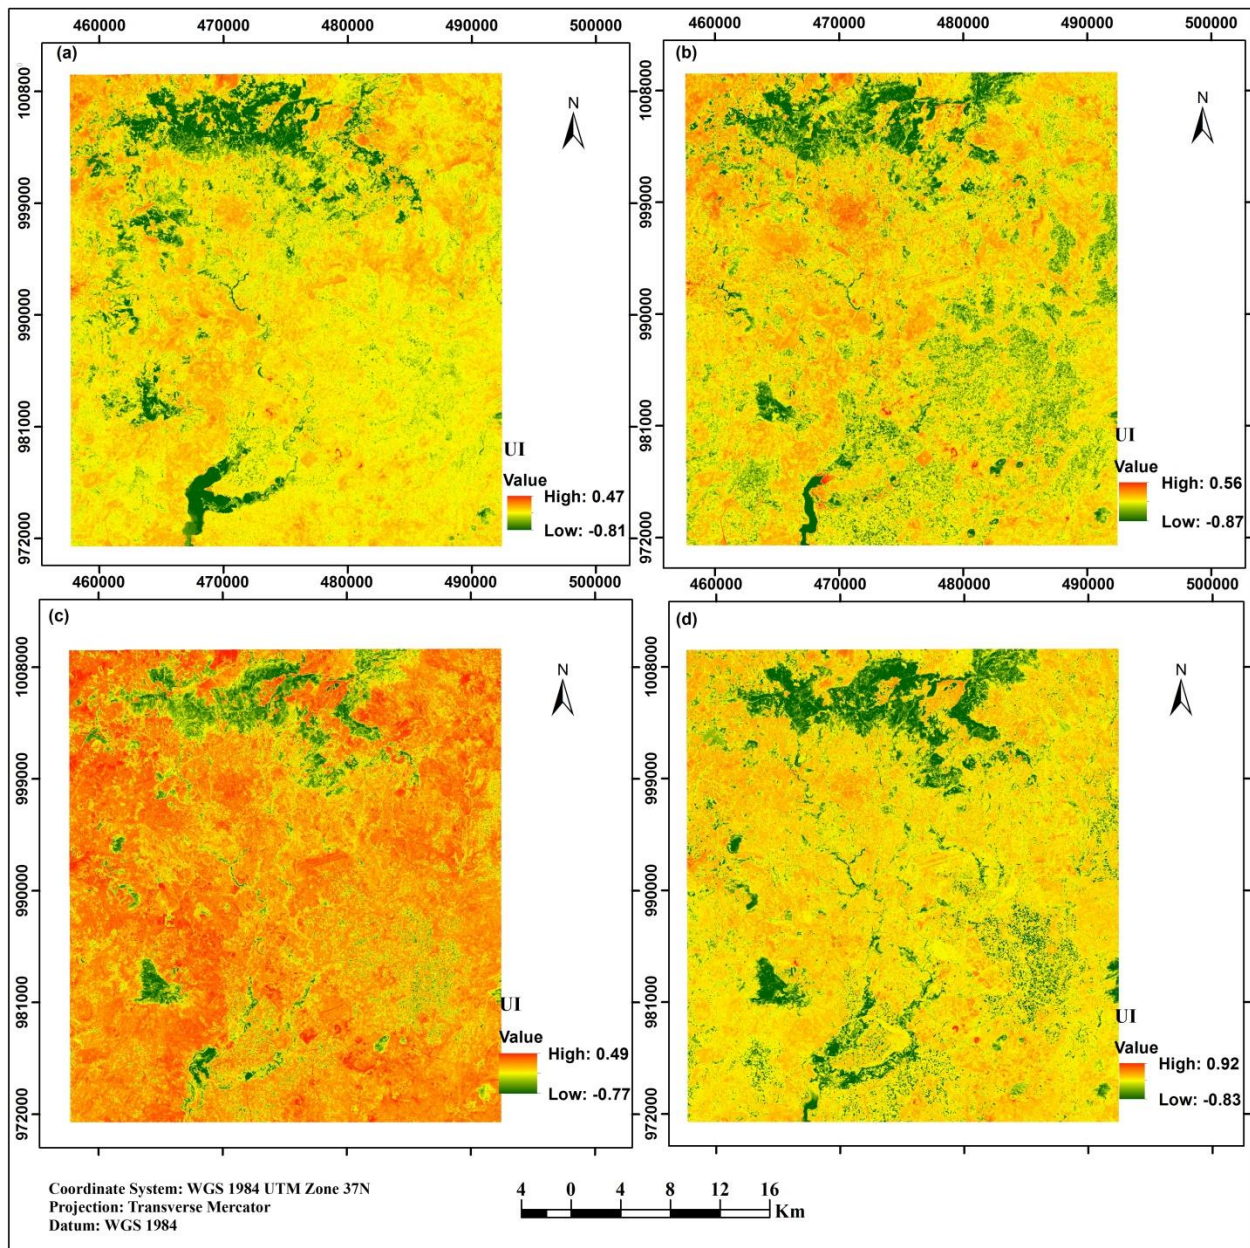 460000 470000 480000 490000 500000
460000 470000 480000 490000 500000
(a)
1008000
999000
990000
981000
972000
N
UI
Value
High: 0.47
Low: -0.81
(b)
1008000
999000
990000
981000
972000
N
UI
Value
High: 0.56
Low: -0.87
460000 470000 480000 490000 500000
460000 470000 480000 490000 500000
(c)
1008000
999000
990000
981000
972000
N
UI
Value
High: 0.49
Low: -0.77
(d)
1008000
999000
990000
981000
972000
N
UI
Value
High: 0.92
Low: -0.83
Coordinate System: WGS 1984 UTM Zone 37N
Projection: Transverse Mercator
Datum: WGS 1984
4 0 4 8 12 16
Km